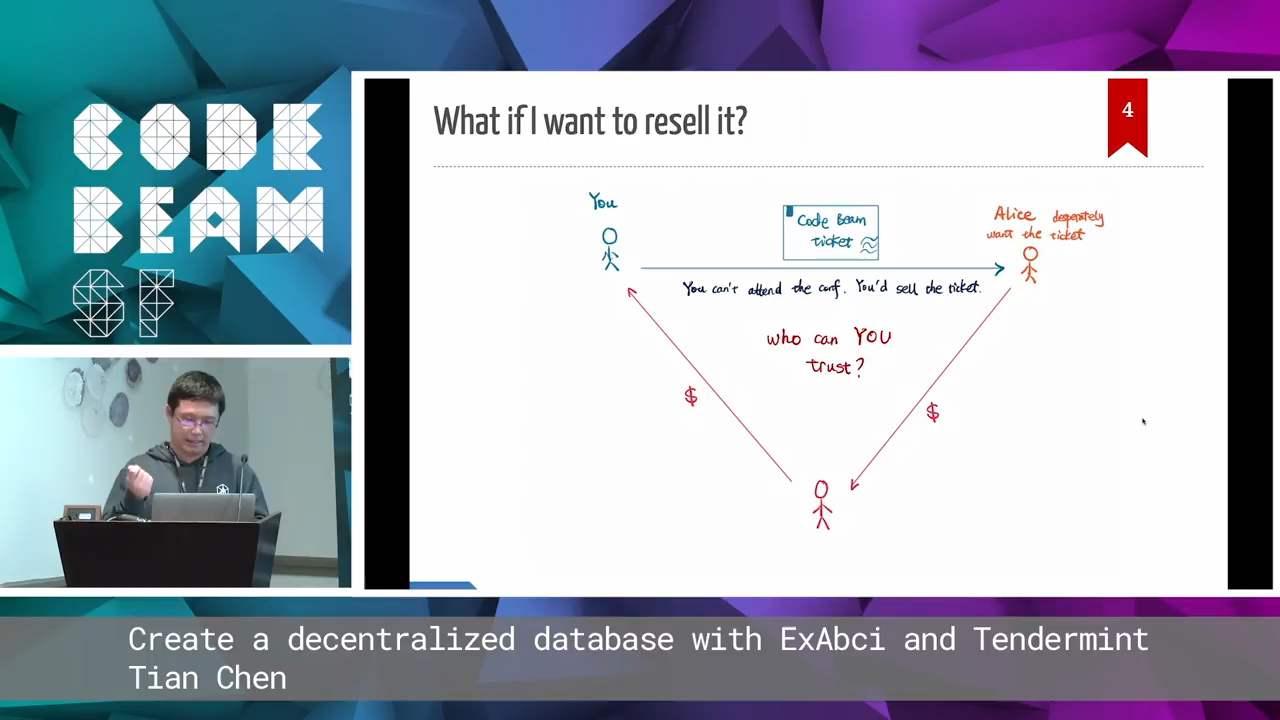 CODE
BEAM
SF
What if I want to resell it?
4
You
Code Beam
ticket
Alice desperately
want the ticket
You can't attend the conf. You'd sell the ticket.
who can YOU
trust?
$
$
Create a decentralized database with ExAbci and Tendermint
Tian Chen